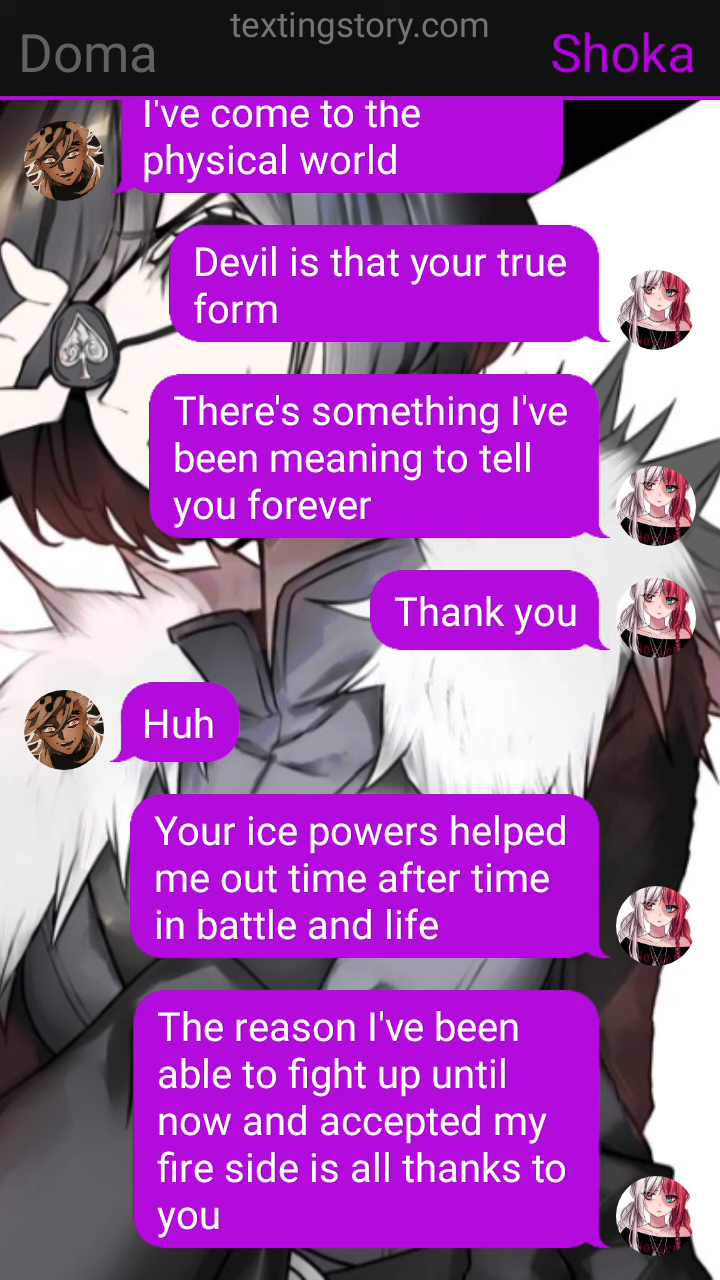 textingstory.com
Doma
Shoka
I've come to the
physical world
Devil is that your true
form
There's something I've
been meaning to tell
you forever
Thank you
Huh
Your ice powers helped
me out time after time
in battle and life
The reason I've been
able to fight up until
now and accepted my
fire side is all thanks to
you